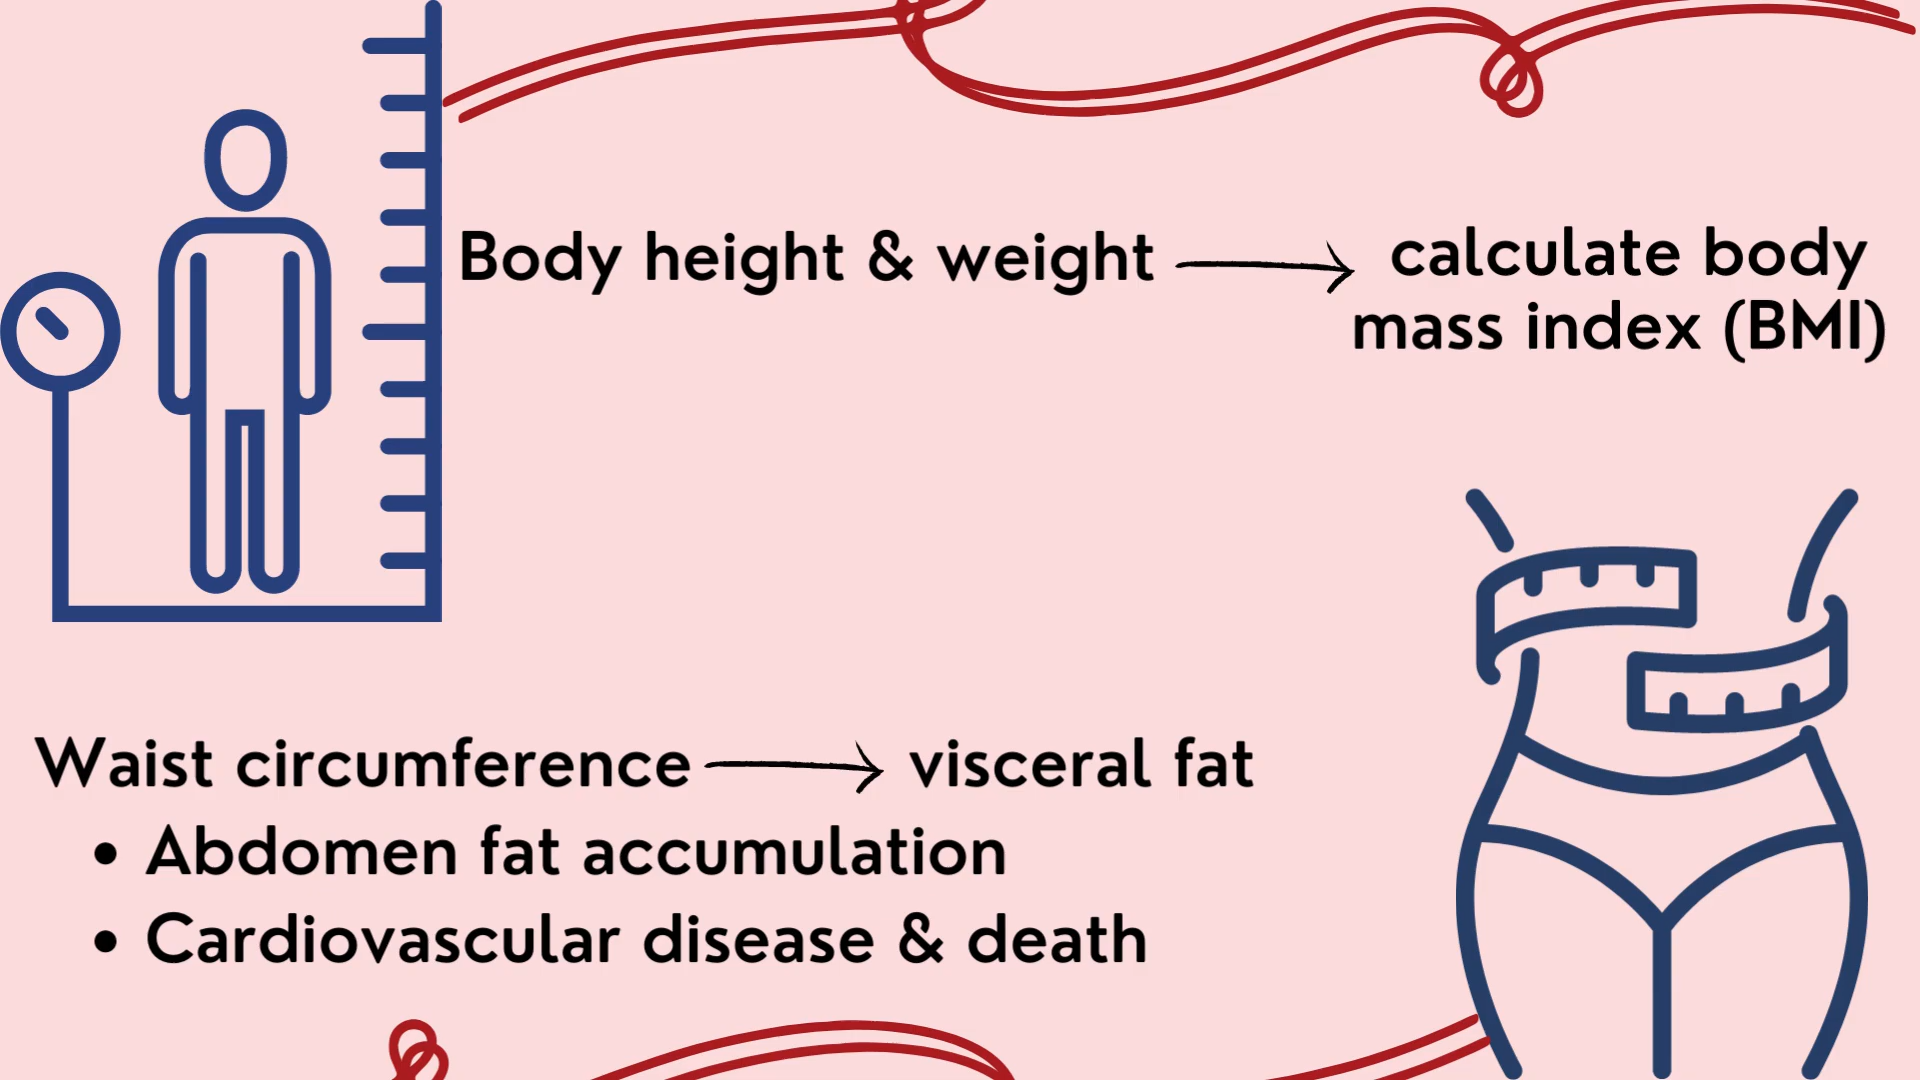 Body height & weight
calculate body
mass index (BMI)
Waist circumference
visceral fat
• Abdomen fat accumulation
• Cardiovascular disease & death